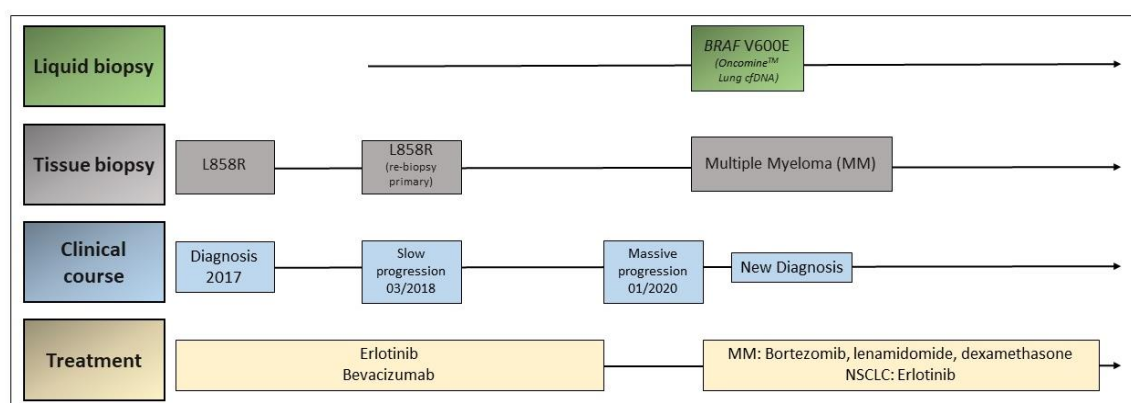 Liquid biopsy
BRAF V600E
(Oncomine™
Lung cfDNA)
Tissue biopsy
L858R
L858R
(re-biopsy
primary)
Multiple Myeloma (MM)
Clinical
course
Diagnosis
2017
Slow
progression
03/2018
Massive
progression
01/2020
New Diagnosis
Treatment
Erlotinib
Bevacizumab
MM: Bortezomib, lenamidomide, dexamethasone
NSCLC: Erlotinib